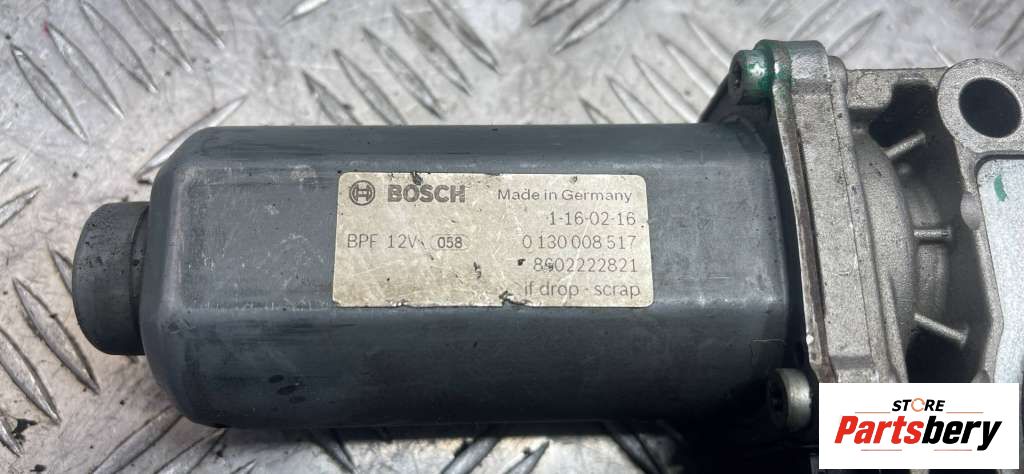 BOSCH Made in Germany
1-16-02-16
BPF 12V 058 0 130 008 517
8602222821
if drop - scrap
STORE
Partsbery